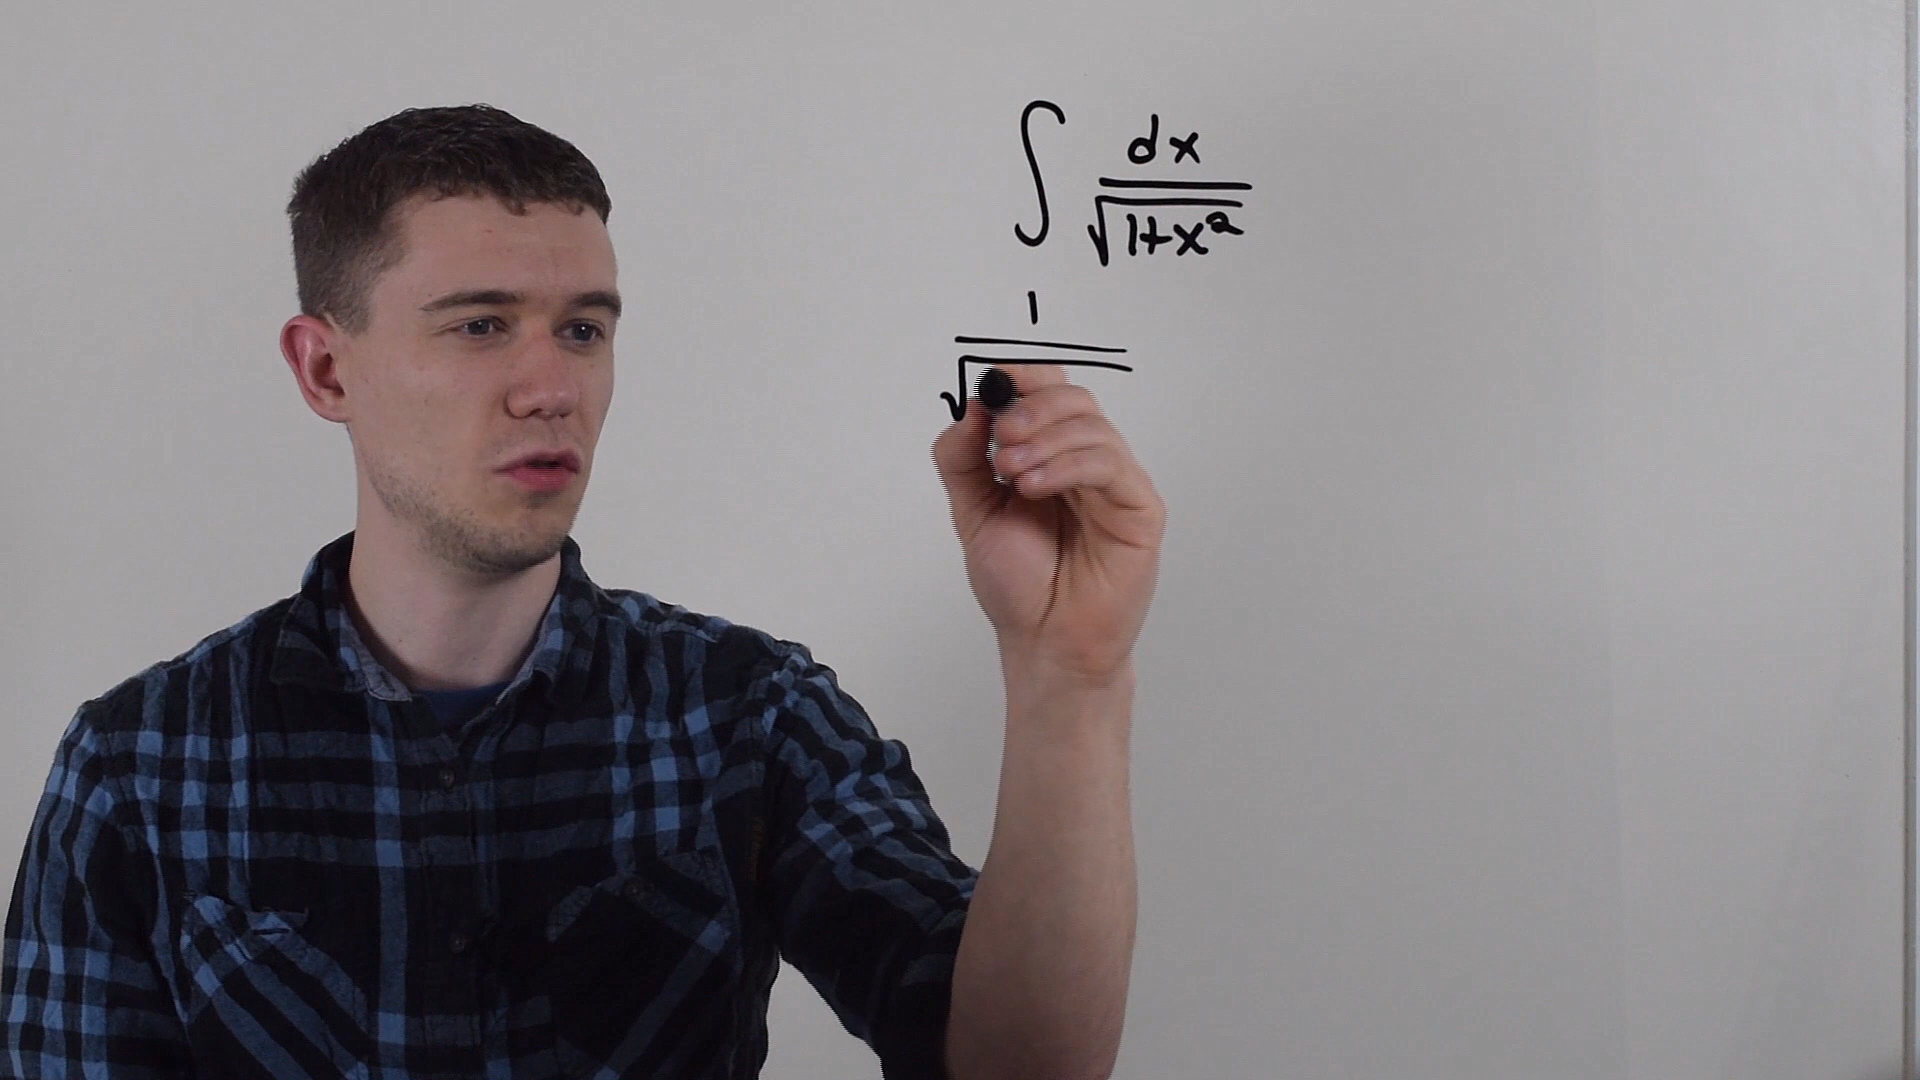 ∫ dx / √(1+x²)
1 / √